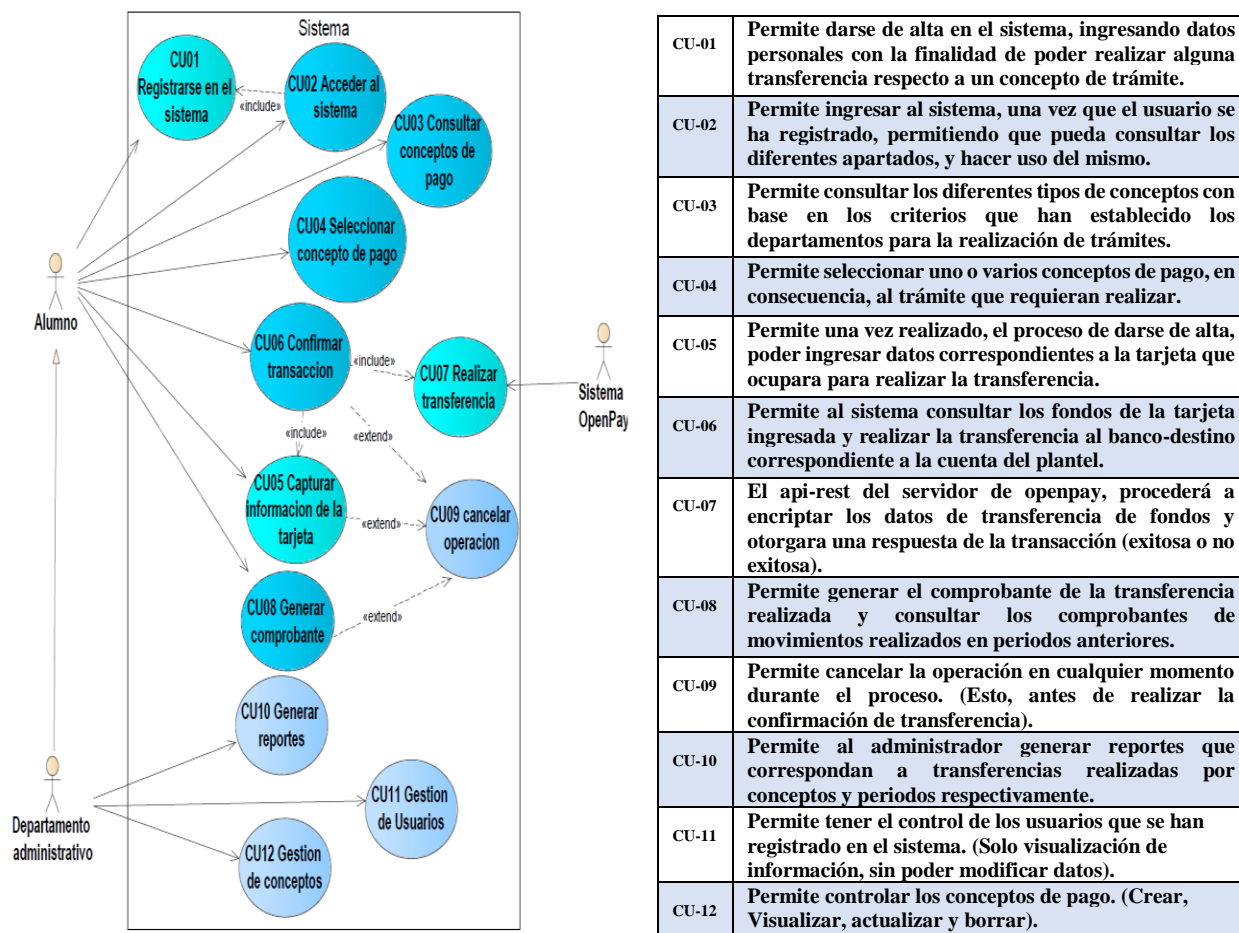 Sistema
CU01
Registrarse en el
sistema
«include»
CU02 Acceder al
sistema
CU03 Consultar
conceptos de
pago
CU04 Seleccionar
concepto de pago
Alumno
CU06 Confirmar
transaccion
«include»
CU07 Realizar
transferencia
Sistema
OpenPay
«include»
«extend»
CU05 Capturar
informacion de la
tarjeta
«extend»
CU09 cancelar
operacion
CU08 Generar
comprobante
«extend»
CU10 Generar
reportes
Departamento
administrativo
CU11 Gestion
de Usuarios
CU12 Gestion
de conceptos
CU-01
Permite darse de alta en el sistema, ingresando datos
personales con la finalidad de poder realizar alguna
transferencia respecto a un concepto de trámite.
CU-02
Permite ingresar al sistema, una vez que el usuario se
ha registrado, permitiendo que pueda consultar los
diferentes apartados, y hacer uso del mismo.
CU-03
Permite consultar los diferentes tipos de conceptos con
base en los criterios que han establecido los
departamentos para la realización de trámites.
CU-04
Permite seleccionar uno o varios conceptos de pago, en
consecuencia, al trámite que requieran realizar.
CU-05
Permite una vez realizado, el proceso de darse de alta,
poder ingresar datos correspondientes a la tarjeta que
ocupara para realizar la transferencia.
CU-06
Permite al sistema consultar los fondos de la tarjeta
ingresada y realizar la transferencia al banco-destino
correspondiente a la cuenta del plantel.
CU-07
El api-rest del servidor de openpay, procederá a
encriptar los datos de transferencia de fondos y
otorgara una respuesta de la transacción (exitosa o no
exitosa).
CU-08
Permite generar el comprobante de la transferencia
realizada y consultar los comprobantes de
movimientos realizados en periodos anteriores.
CU-09
Permite cancelar la operación en cualquier momento
durante el proceso. (Esto, antes de realizar la
confirmación de transferencia).
CU-10
Permite al administrador generar reportes que
correspondan a transferencias realizadas por
conceptos y periodos respectivamente.
CU-11
Permite tener el control de los usuarios que se han
registrado en el sistema. (Solo visualización de
información, sin poder modificar datos).
CU-12
Permite controlar los conceptos de pago. (Crear,
Visualizar, actualizar y borrar).